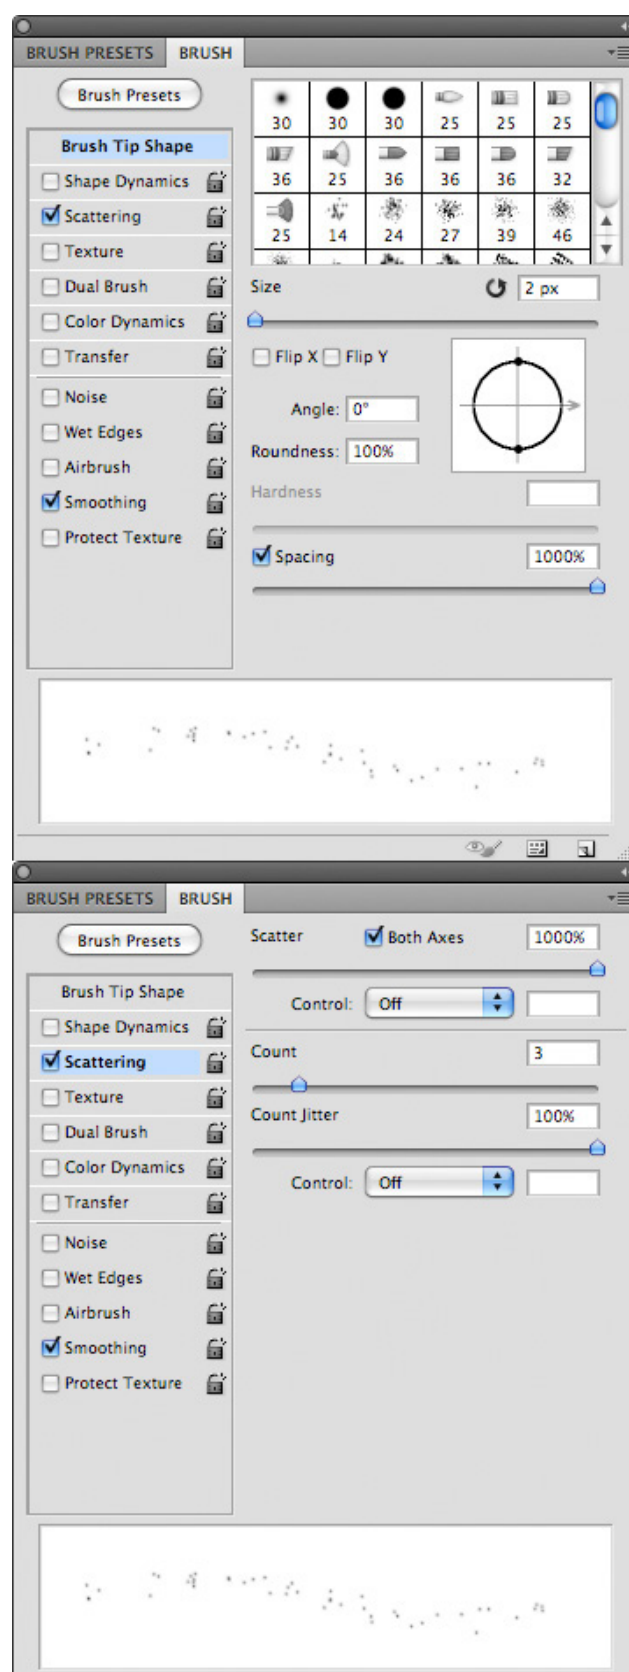 BRUSH PRESETS BRUSH
Brush Presets
30 30 30 25 25 25
Brush Tip Shape
Shape Dynamics
36 25 36 36 36 32
Scattering
25 14 24 27 39 46
Texture
Dual Brush
Size 2 px
Color Dynamics
Transfer
Flip X Flip Y
Noise
Angle: 0°
Wet Edges
Roundness: 100%
Airbrush
Hardness
Smoothing
Protect Texture
Spacing 1000%
BRUSH PRESETS BRUSH
Brush Presets
Scatter Both Axes 1000%
Brush Tip Shape
Control: Off
Shape Dynamics
Scattering
Count 3
Texture
Count Jitter 100%
Dual Brush
Color Dynamics
Control: Off
Transfer
Noise
Wet Edges
Airbrush
Smoothing
Protect Texture